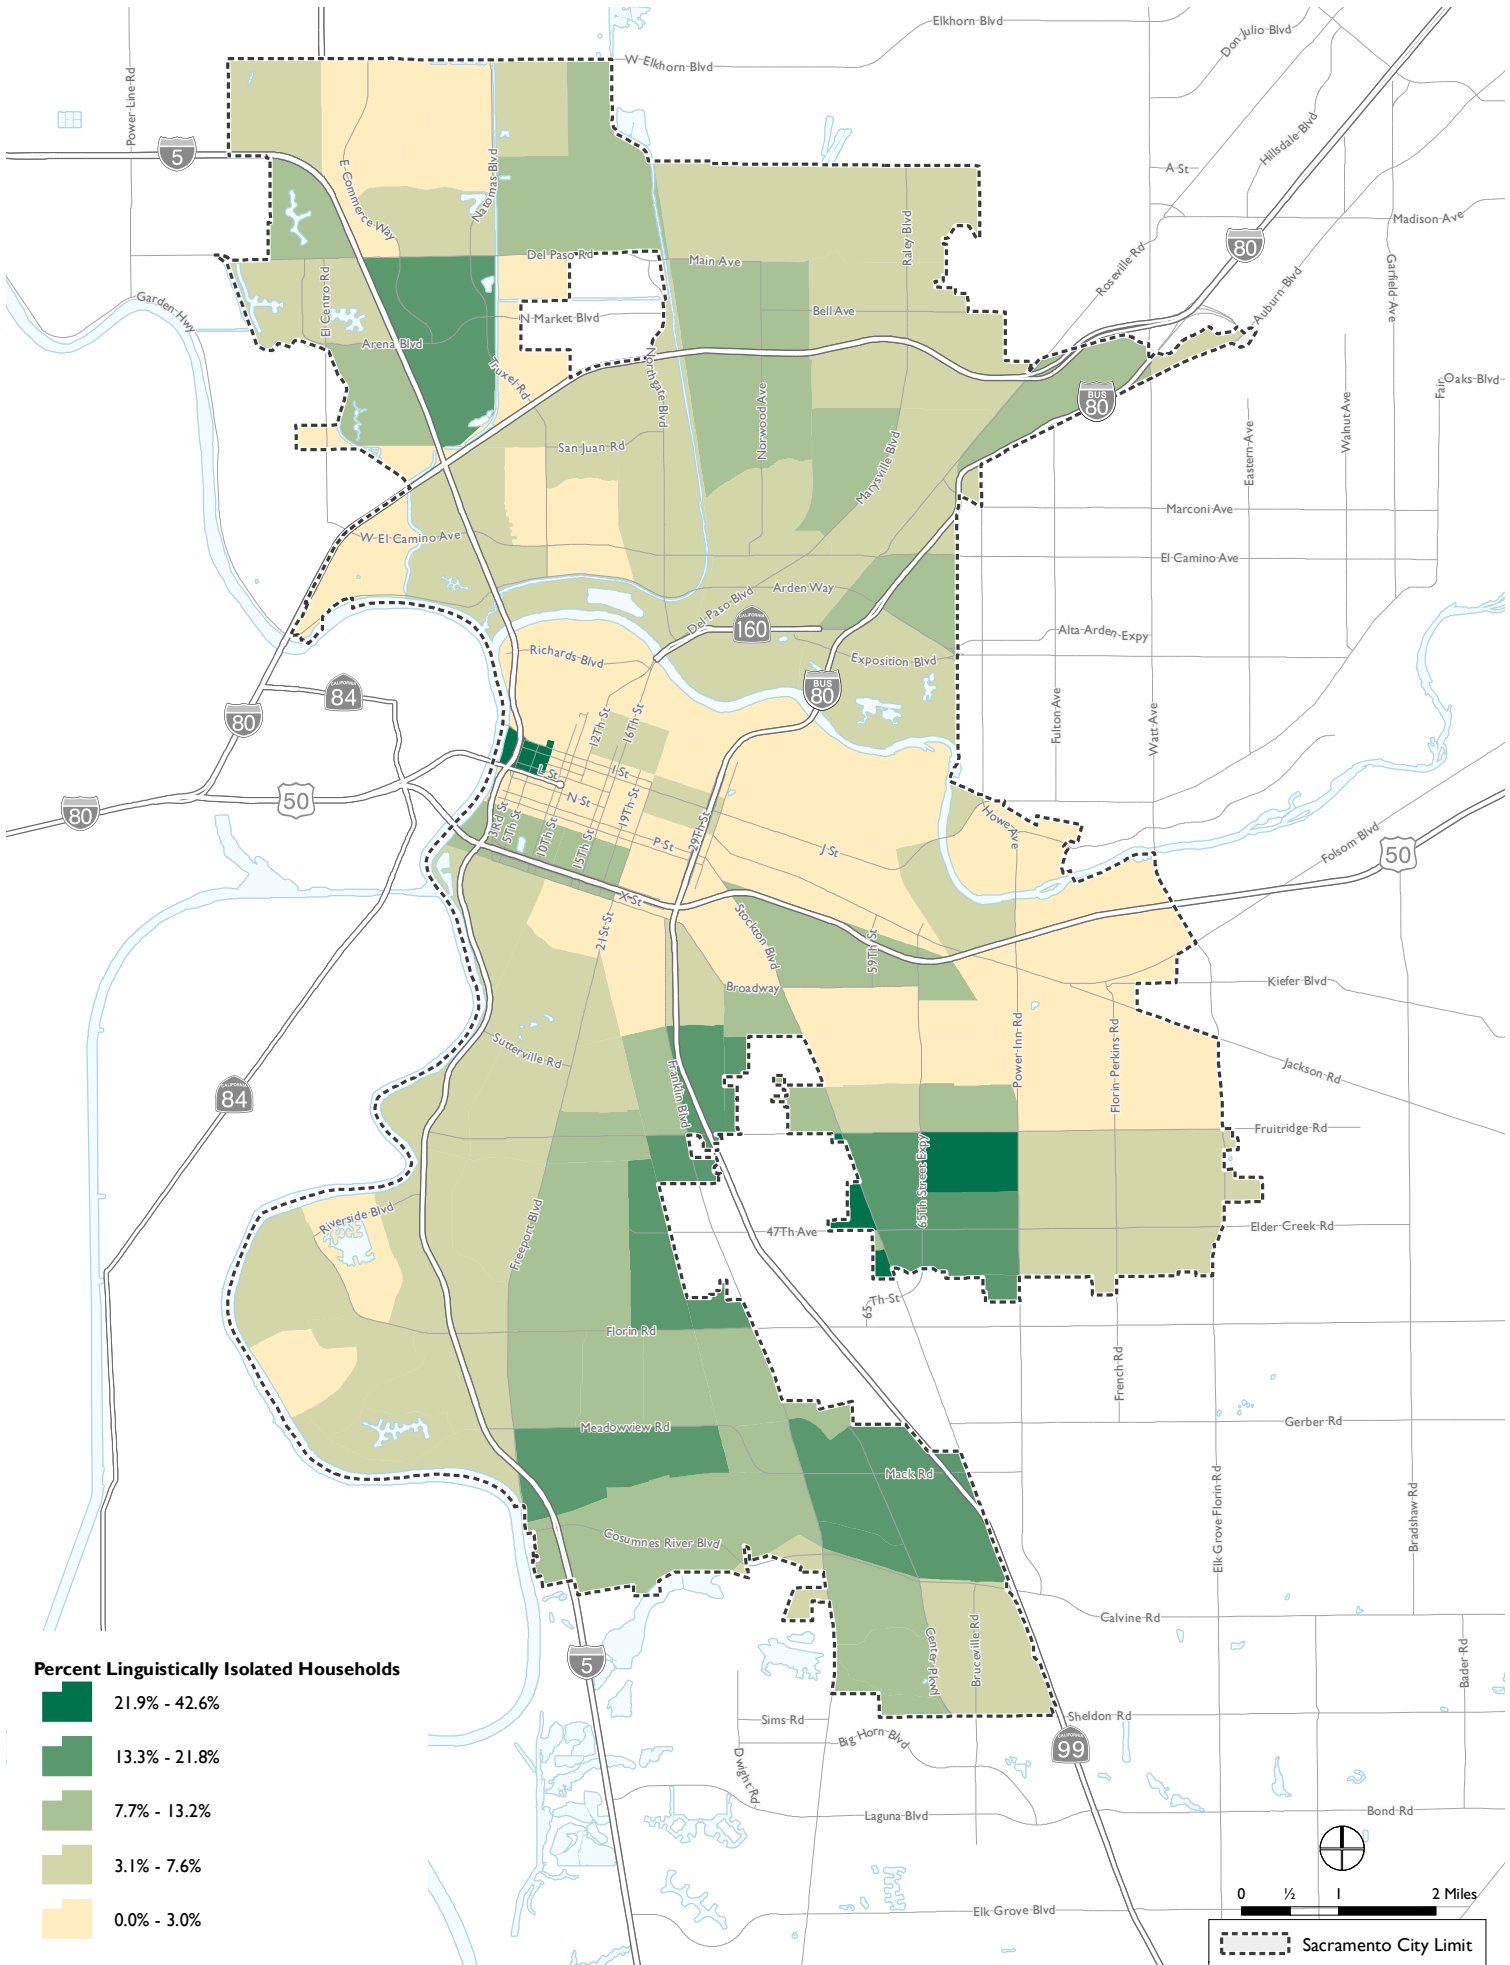 Elkhorn Blvd
Don Julio Blvd
W Elkhorn Blvd
Power Line Rd
Hillsdale Blvd
5
E Commerce Way
Natomas Blvd
A St
Madison Ave
Raley Blvd
80
Roseville Rd
Garfield Ave
Del Paso Rd
Main Ave
Auburn Blvd
Garden Hwy
El Centro Rd
N Market Blvd
Bell Ave
Arena Blvd
Truxel Rd
Northgate Blvd
Norwood Ave
BUS
80
Fair Oaks Blvd
Walnut Ave
Eastern Ave
San Juan Rd
Marysville Blvd
Marconi Ave
W El Camino Ave
El Camino Ave
Arden Way
Del Paso Blvd
CALIFORNIA
160
Alta Arden Expy
Richards Blvd
Exposition Blvd
BUS
80
CALIFORNIA
84
80
Fulton Ave
Watt Ave
12Th St
16Th St
L St
I St
N St
50
80
3Rd St
5Th St
10Th St
15Th St
19Th St
P St
29Th St
J St
Howe Ave
Folsom Blvd
50
X St
21St St
Stockton Blvd
59Th St
Broadway
Kiefer Blvd
Sutterville Rd
Franklin Blvd
Power Inn Rd
Florin Perkins Rd
Jackson Rd
CALIFORNIA
84
Fruitridge Rd
65Th Street Expy
Riverside Blvd
Freeport Blvd
47Th Ave
Elder Creek Rd
65Th St
Florin Rd
French Rd
Meadowview Rd
Gerber Rd
Mack Rd
Elk Grove Florin Rd
Bradshaw Rd
Cosumnes River Blvd
Calvine Rd
Center Pkwy
Bruceville Rd
Bader Rd
5
Sims Rd
Sheldon Rd
Big Horn Blvd
CALIFORNIA
99
Dwight Rd
Laguna Blvd
Bond Rd
Elk Grove Blvd
Percent Linguistically Isolated Households
21.9% - 42.6%
13.3% - 21.8%
7.7% - 13.2%
3.1% - 7.6%
0.0% - 3.0%
0 ½ 1 2 Miles
Sacramento City Limit